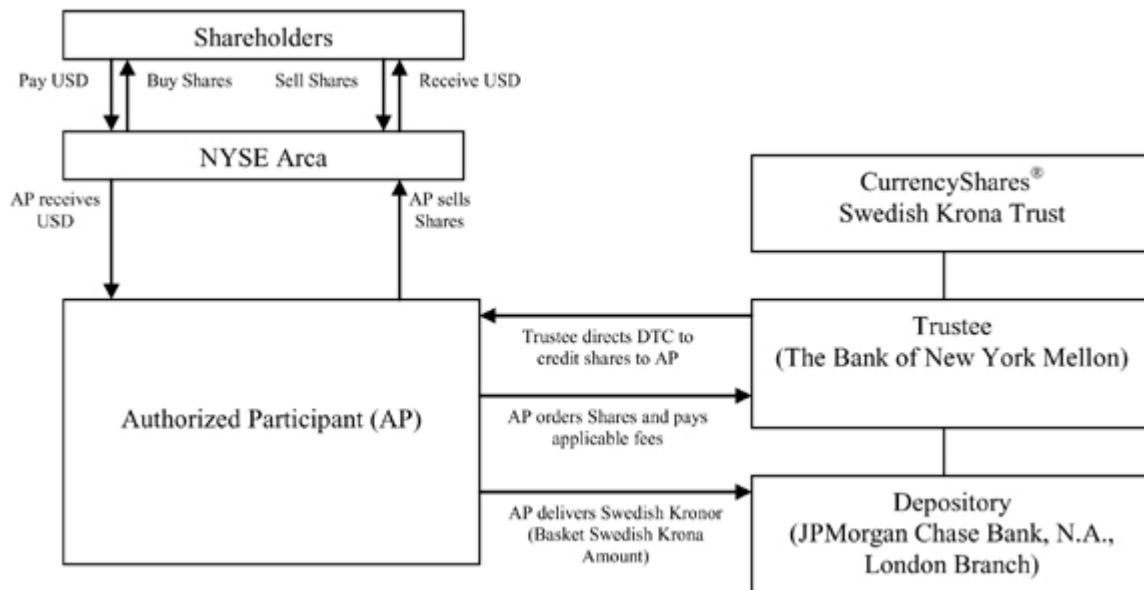 Shareholders
Pay USD
Buy Shares
Sell Shares
Receive USD
NYSE Arca
AP receives
USD
AP sells
Shares
CurrencyShares®
Swedish Krona Trust
Trustee directs DTC to
credit shares to AP
Trustee
(The Bank of New York Mellon)
Authorized Participant (AP)
AP orders Shares and pays
applicable fees
AP delivers Swedish Kronor
(Basket Swedish Krona
Amount)
Depository
(JPMorgan Chase Bank, N.A.,
London Branch)